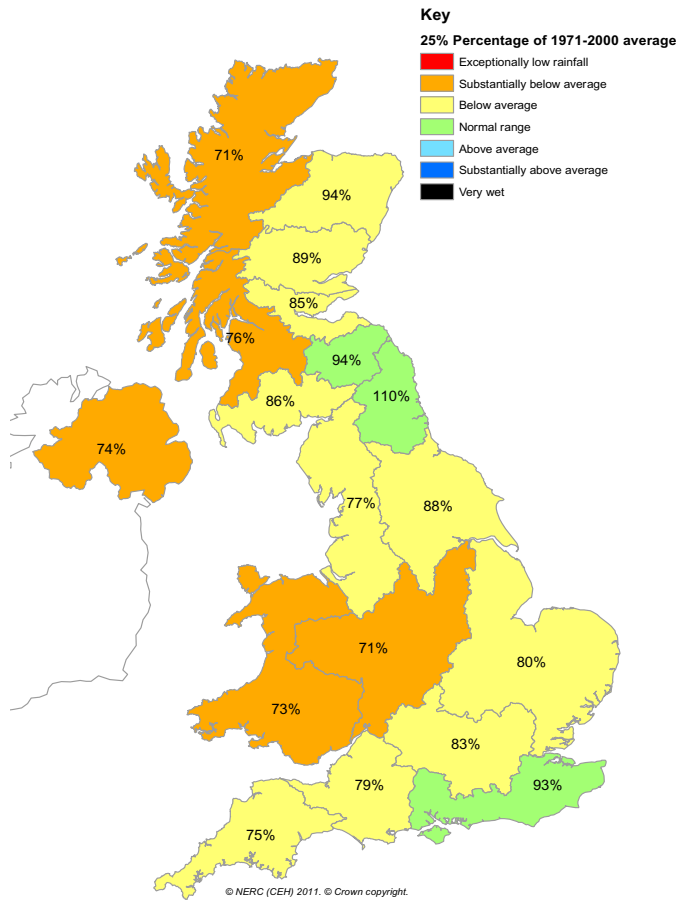 Key
25% Percentage of 1971-2000 average
Exceptionally low rainfall
Substantially below average
Below average
Normal range
Above average
Substantially above average
Very wet
71%
94%
89%
85%
76%
94%
110%
86%
74%
77%
88%
71%
80%
73%
83%
79%
93%
75%
© NERC (CEH) 2011. © Crown copyright.